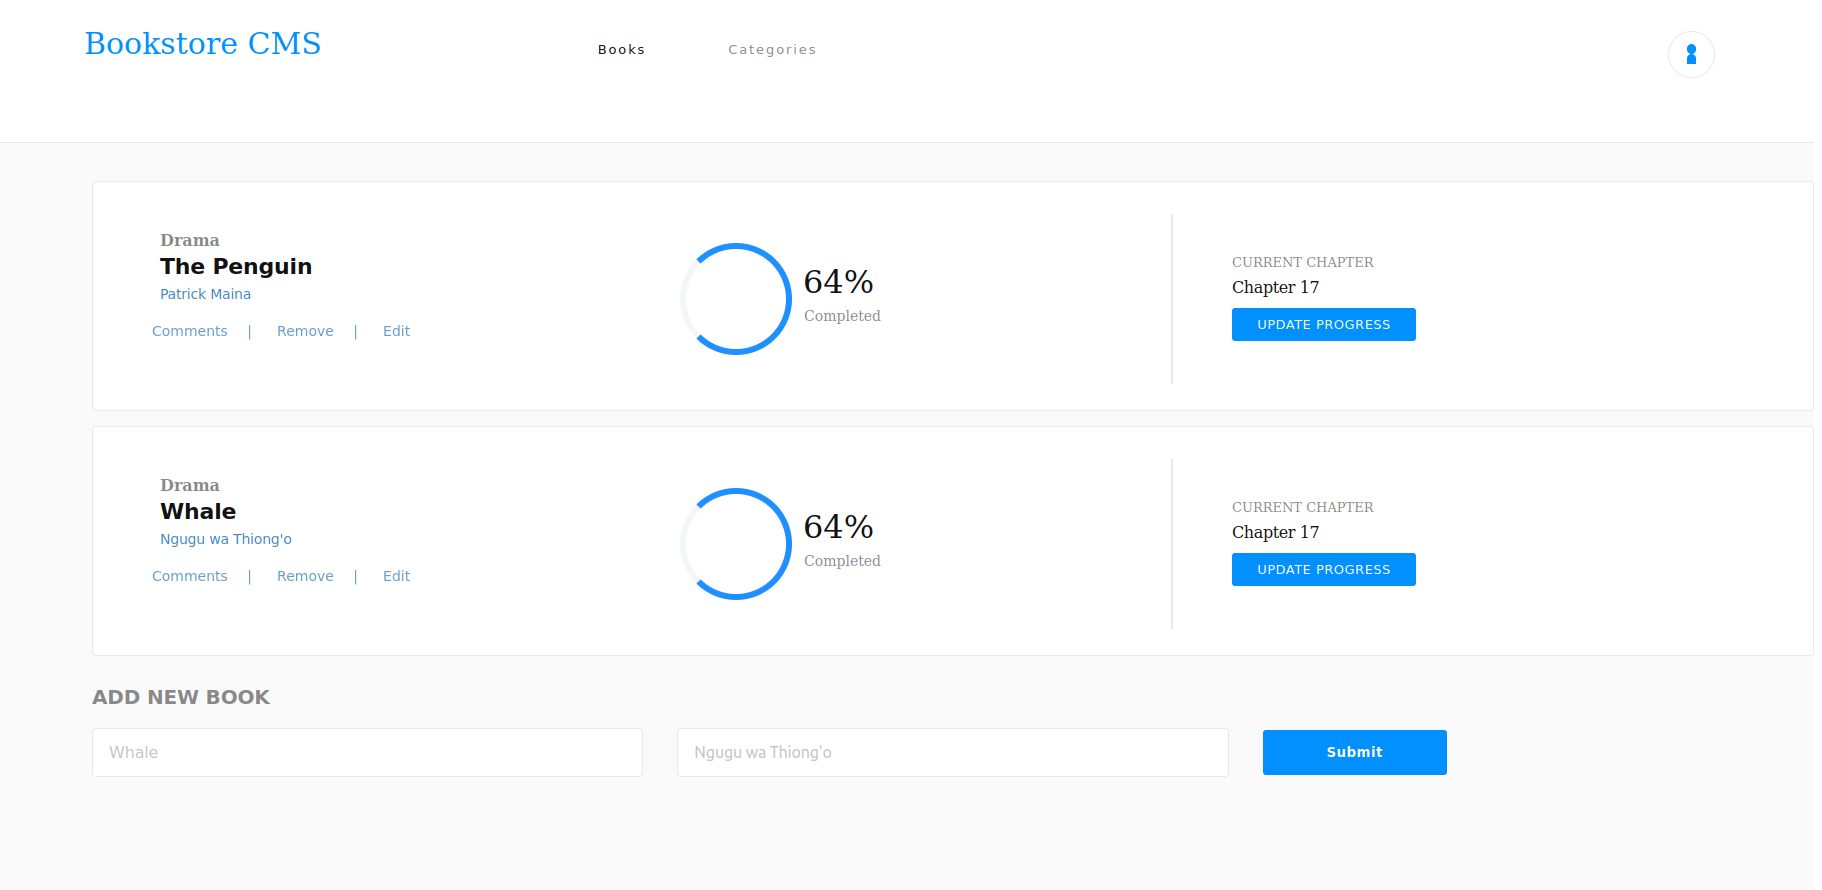 Bookstore CMS
Books
Categories
Drama
The Penguin
Patrick Maina
Comments | Remove | Edit
64%
Completed
CURRENT CHAPTER
Chapter 17
UPDATE PROGRESS
Drama
Whale
Ngugu wa Thiong'o
Comments | Remove | Edit
64%
Completed
CURRENT CHAPTER
Chapter 17
UPDATE PROGRESS
ADD NEW BOOK
Whale
Ngugu wa Thiong'o
Submit